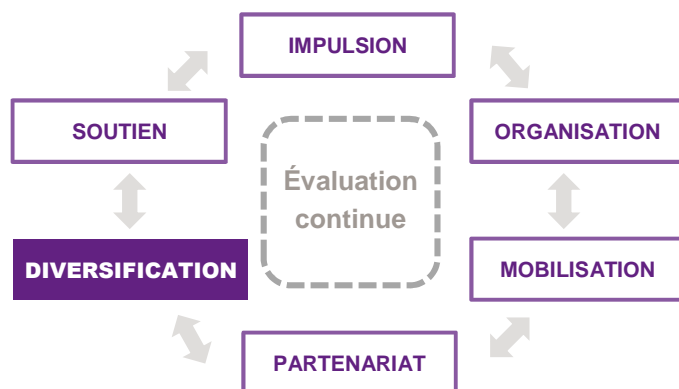 IMPULSION
SOUTIEN
ORGANISATION
Évaluation
continue
DIVERSIFICATION
MOBILISATION
PARTENARIAT